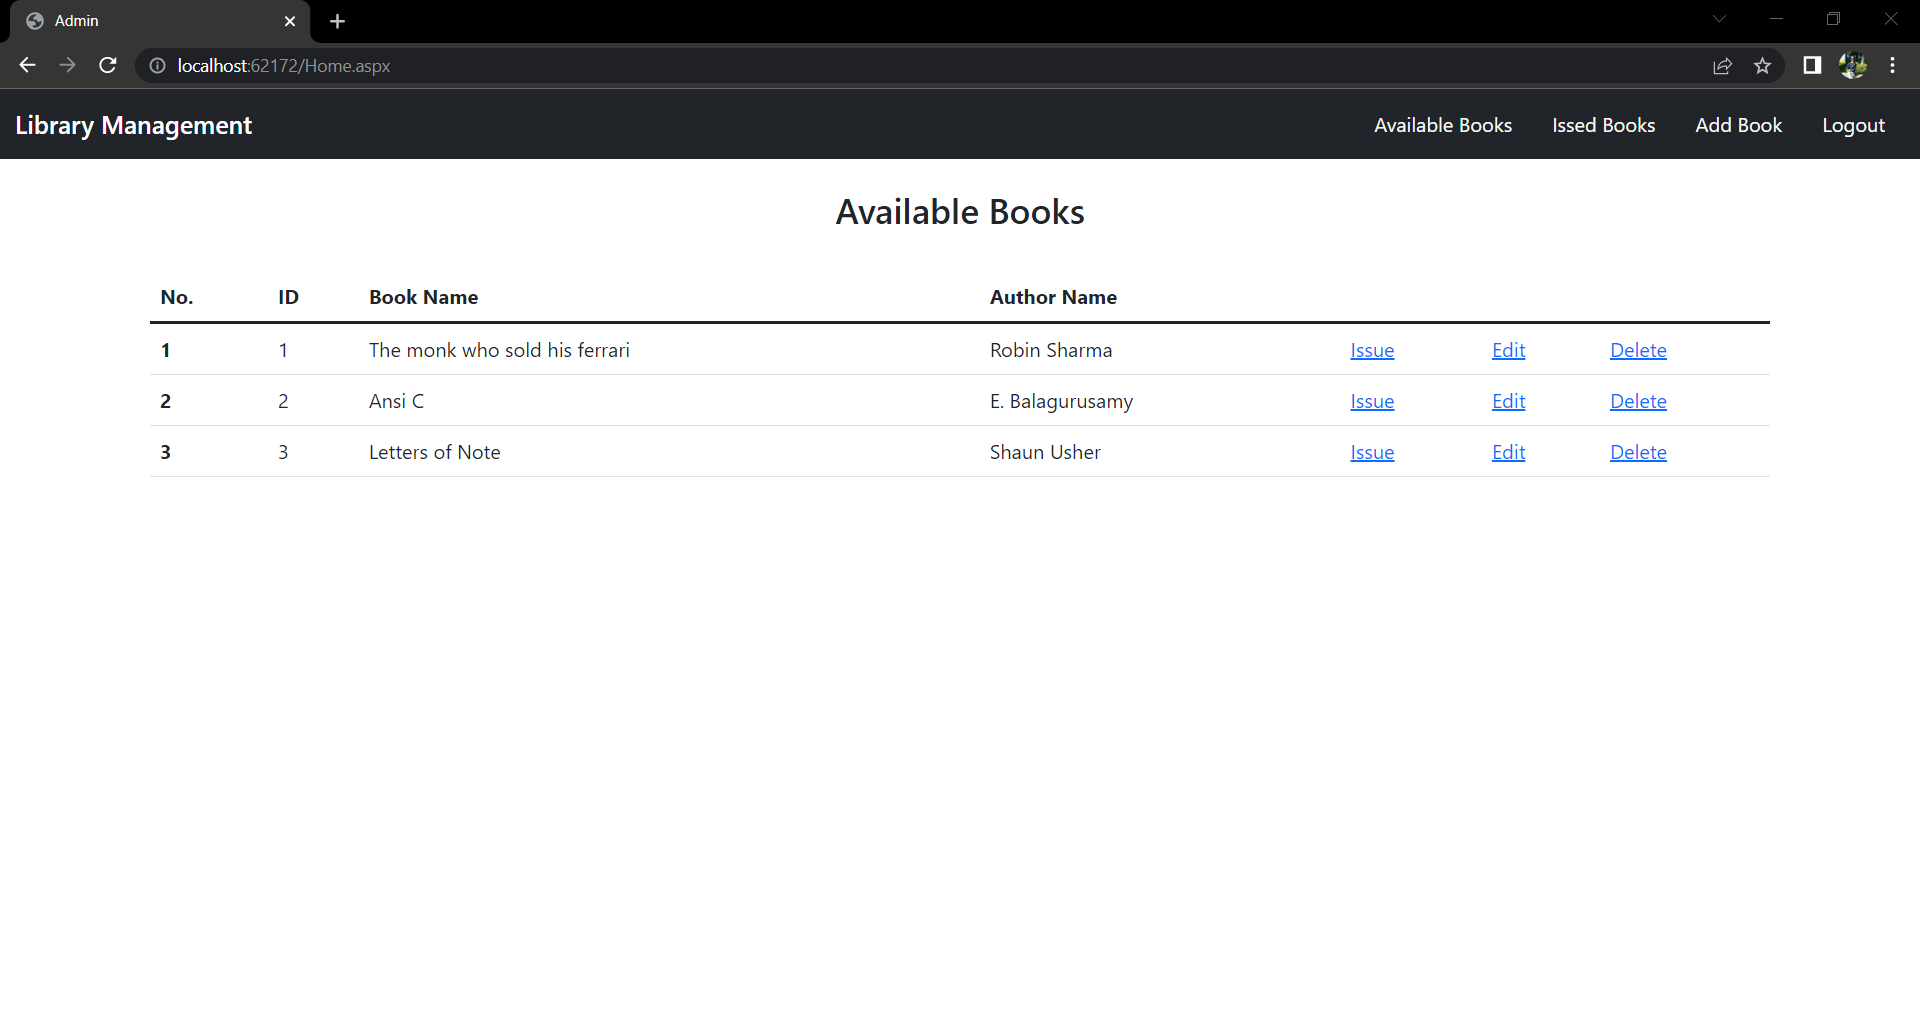 Admin
localhost:62172/Home.aspx
Library Management Available Books Issed Books Add Book Logout
Available Books
No. ID Book Name Author Name
1 1 The monk who sold his ferrari Robin Sharma Issue Edit Delete
2 2 Ansi C E. Balagurusamy Issue Edit Delete
3 3 Letters of Note Shaun Usher Issue Edit Delete